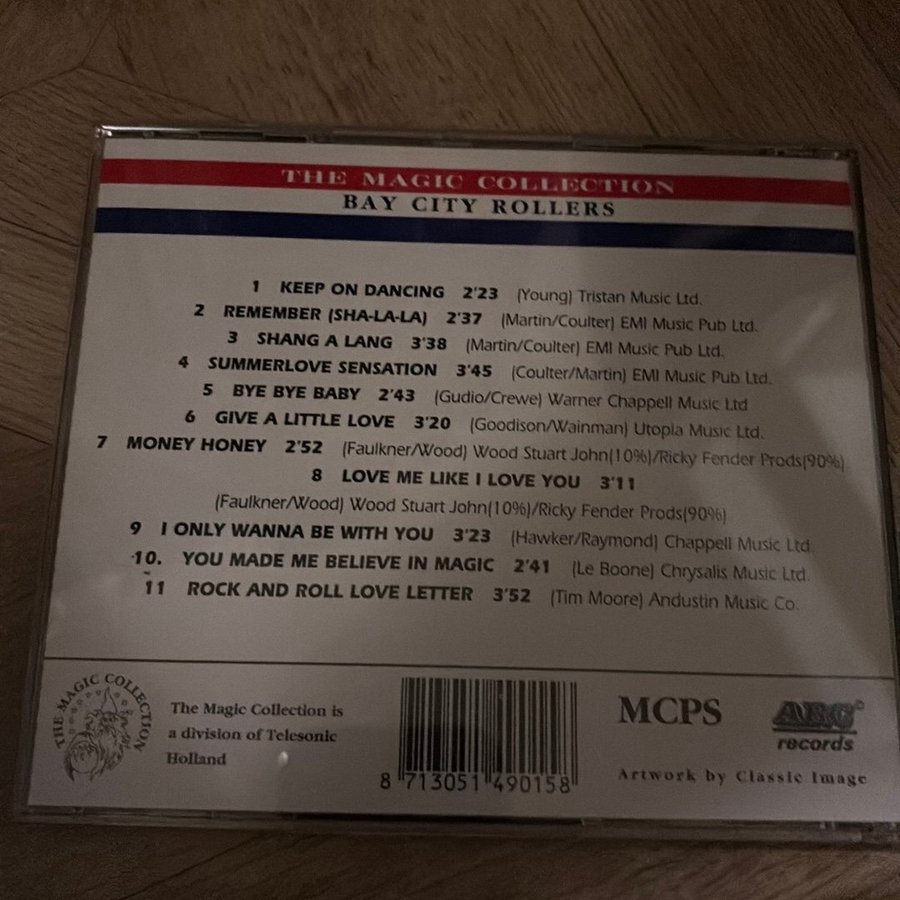 THE MAGIC COLLECTION
BAY CITY ROLLERS
1 KEEP ON DANCING 2'23 (Young) Tristan Music Ltd.
2 REMEMBER (SHA-LA-LA) 2'37 (Martin/Coulter) EMI Music Pub Ltd.
3 SHANG A LANG 3'38 (Martin/Coulter) EMI Music Pub Ltd.
4 SUMMERLOVE SENSATION 3'45 (Coulter/Martin) EMI Music Pub Ltd.
5 BYE BYE BABY 2'43 (Gudio/Crewe) Warner Chappell Music Ltd
6 GIVE A LITTLE LOVE 3'20 (Goodison/Wainman) Utopia Music Ltd.
7 MONEY HONEY 2'52 (Faulkner/Wood) Wood Stuart John(10%)/Ricky Fender Prods(90%)
8 LOVE ME LIKE I LOVE YOU 3'11
(Faulkner/Wood) Wood Stuart John(10%)/Ricky Fender Prods(90%)
9 I ONLY WANNA BE WITH YOU 3'23 (Hawker/Raymond) Chappell Music Ltd.
10. YOU MADE ME BELIEVE IN MAGIC 2'41 (Le Boone) Chrysalis Music Ltd.
11 ROCK AND ROLL LOVE LETTER 3'52 (Tim Moore) Andustin Music Co.
THE MAGIC COLLECTION
The Magic Collection is
a division of Telesonic
Holland
8 713051 490158
MCPS
ARC
records
Artwork by Classic Image